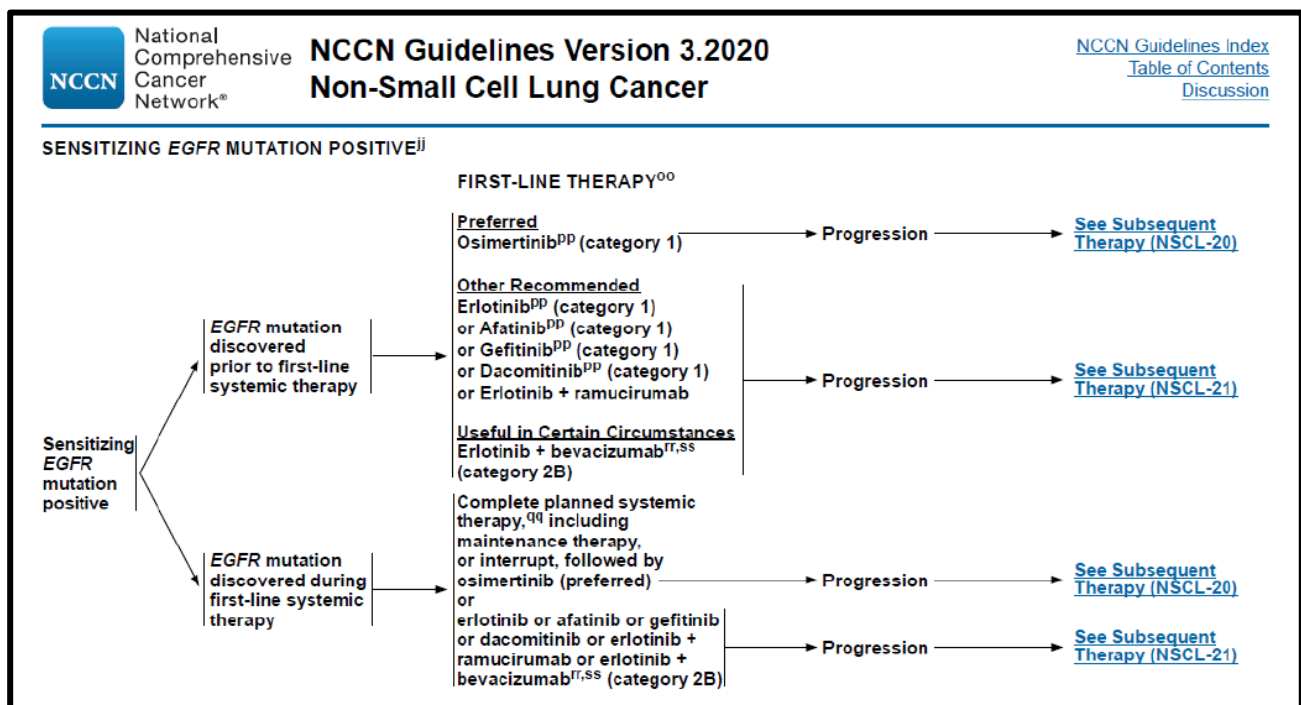 NCCN
National
Comprehensive
Cancer
Network®
NCCN Guidelines Version 3.2020
Non-Small Cell Lung Cancer
NCCN Guidelines Index
Table of Contents
Discussion
SENSITIZING EGFR MUTATION POSITIVEjj
FIRST-LINE THERAPYoo
Sensitizing
EGFR
mutation
positive
EGFR mutation
discovered
prior to first-line
systemic therapy
Preferred
Osimertinibpp (category 1)
Progression
See Subsequent
Therapy (NSCL-20)
Other Recommended
Erlotinibpp (category 1)
or Afatinibpp (category 1)
or Gefitinibpp (category 1)
or Dacomitinibpp (category 1)
or Erlotinib + ramucirumab
Useful in Certain Circumstances
Erlotinib + bevacizumabrr,ss
(category 2B)
Progression
See Subsequent
Therapy (NSCL-21)
EGFR mutation
discovered during
first-line systemic
therapy
Complete planned systemic
therapy,qq including
maintenance therapy,
or interrupt, followed by
osimertinib (preferred)
Progression
See Subsequent
Therapy (NSCL-20)
or
erlotinib or afatinib or gefitinib
or dacomitinib or erlotinib +
ramucirumab or erlotinib +
bevacizumabrr,ss (category 2B)
Progression
See Subsequent
Therapy (NSCL-21)